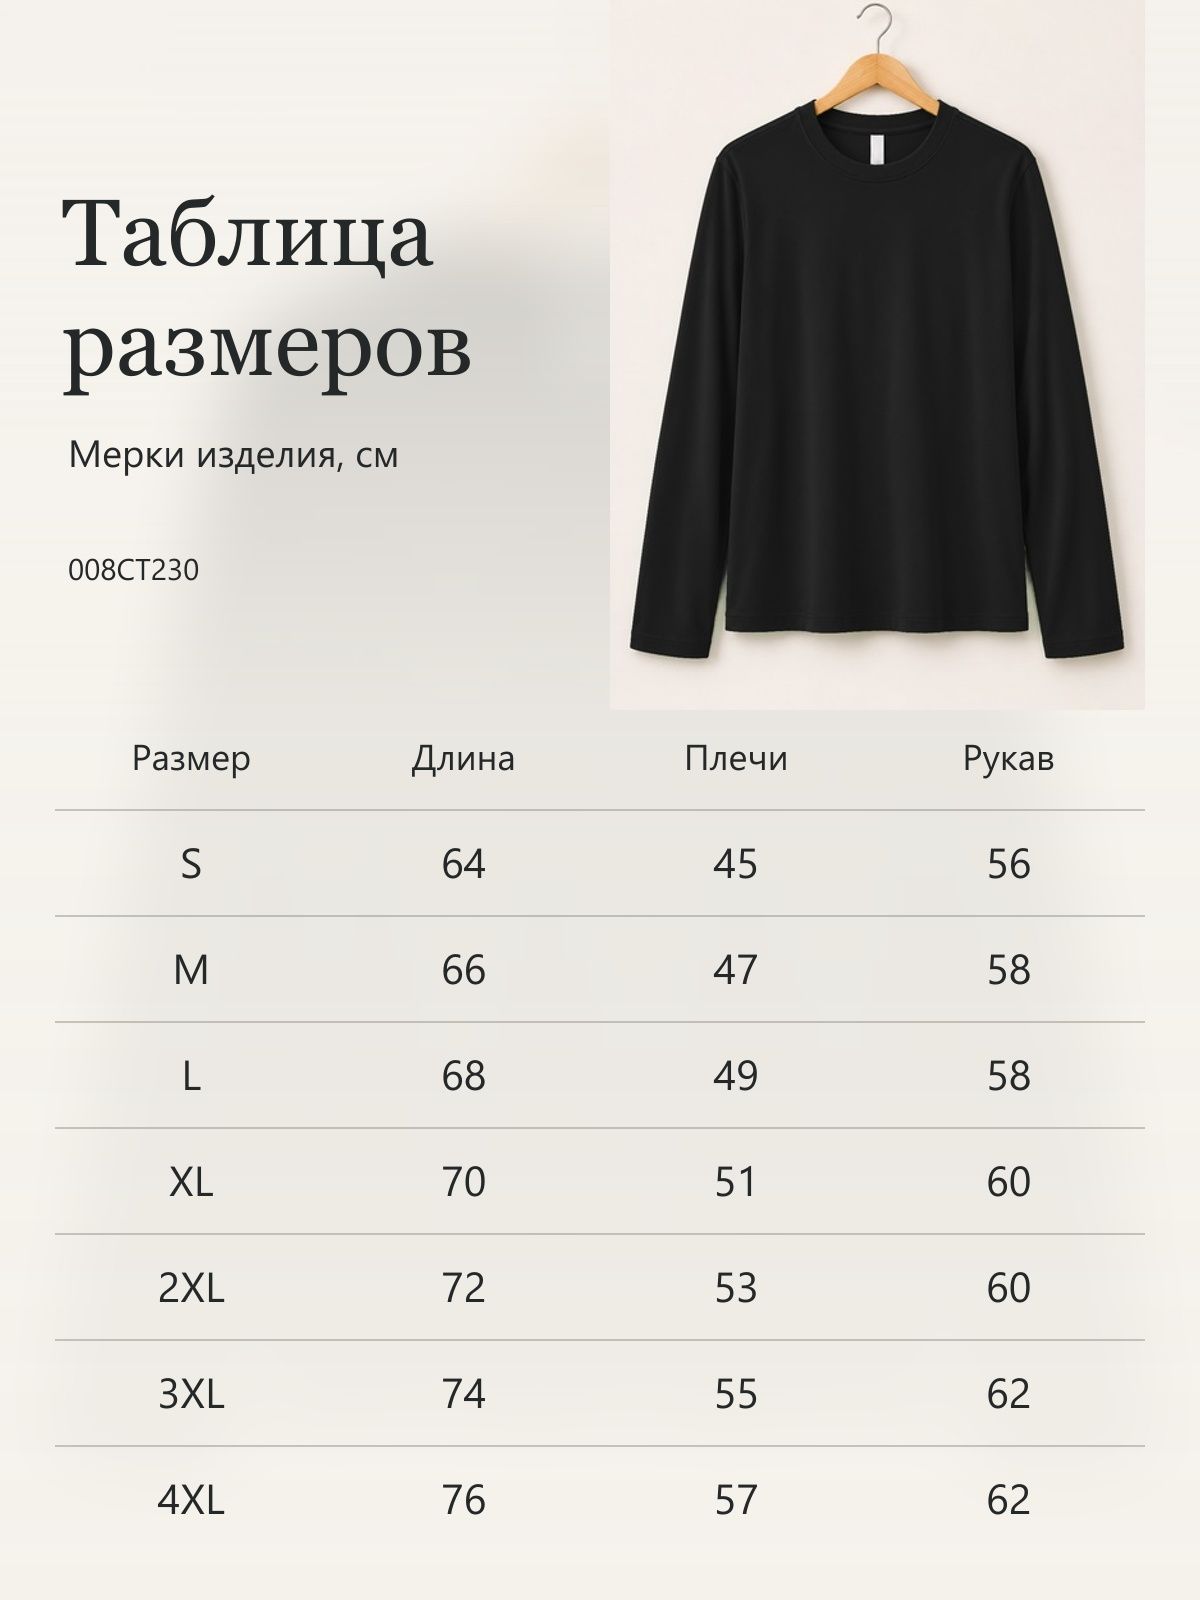 Таблица
размеров
Мерки изделия, см
008CT230
Размер Длина Плечи Рукав
S 64 45 56
M 66 47 58
L 68 49 58
XL 70 51 60
2XL 72 53 60
3XL 74 55 62
4XL 76 57 62